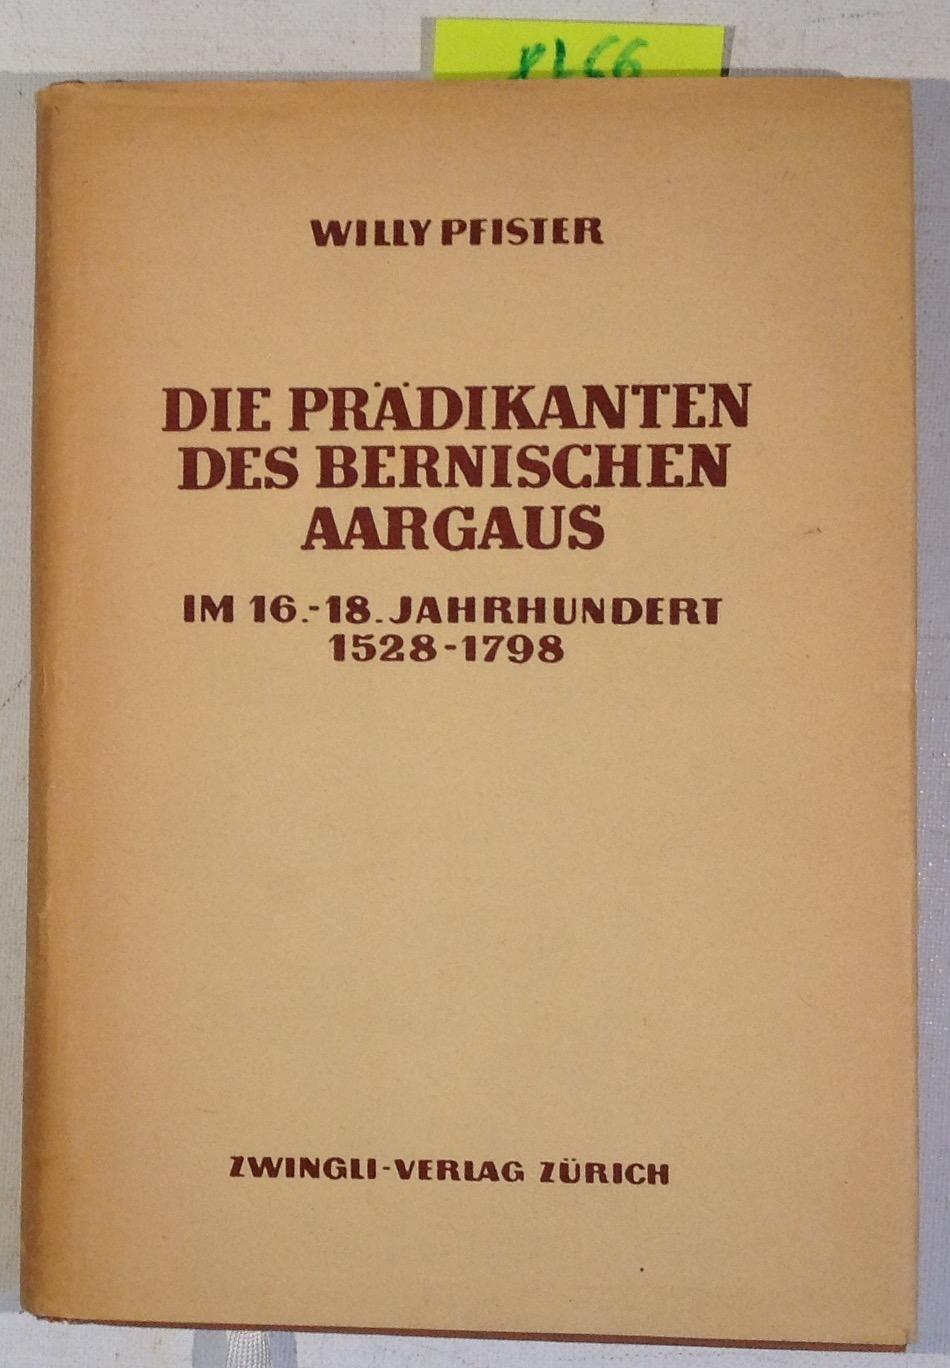 WILLY PFISTER
DIE PRÄDIKANTEN
DES BERNISCHEN
AARGAUS
IM 16.-18. JAHRHUNDERT
1528-1798
ZWINGLI-VERLAG ZÜRICH